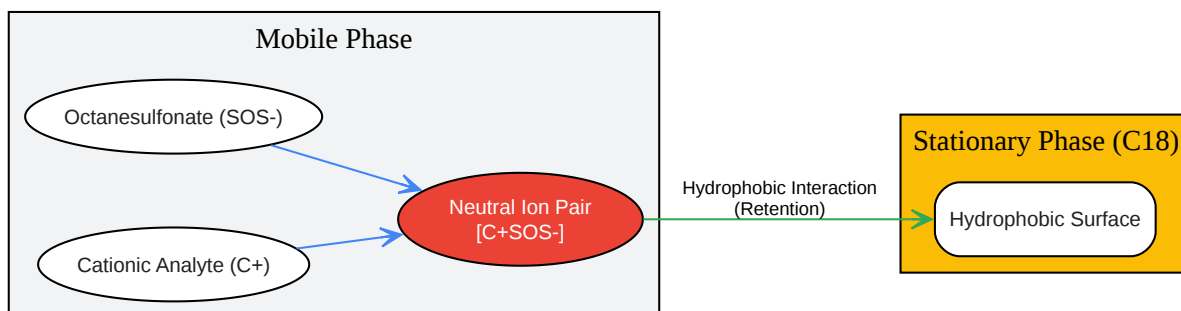 Mobile Phase
Octanesulfonate (SOS-)
Cationic Analyte (C+)
Neutral Ion Pair
[C+SOS-]
Hydrophobic Interaction
(Retention)
Stationary Phase (C18)
Hydrophobic Surface